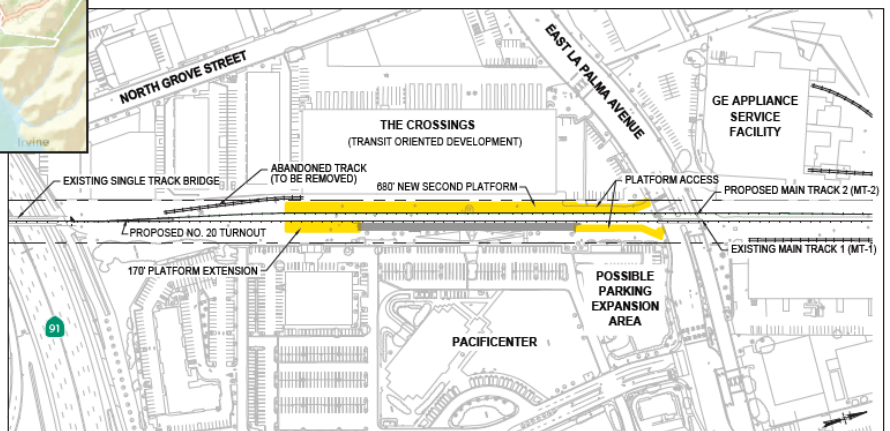 Irvine
NORTH GROVE STREET
EAST LA PALMA AVENUE
GE APPLIANCE
SERVICE
FACILITY
THE CROSSINGS
(TRANSIT ORIENTED DEVELOPMENT)
EXISTING SINGLE TRACK BRIDGE
ABANDONED TRACK
(TO BE REMOVED)
680' NEW SECOND PLATFORM
PLATFORM ACCESS
PROPOSED MAIN TRACK 2 (MT-2)
PROPOSED NO. 20 TURNOUT
EXISTING MAIN TRACK 1 (MT-1)
170' PLATFORM EXTENSION
POSSIBLE
PARKING
EXPANSION
AREA
91
PACIFICENTER